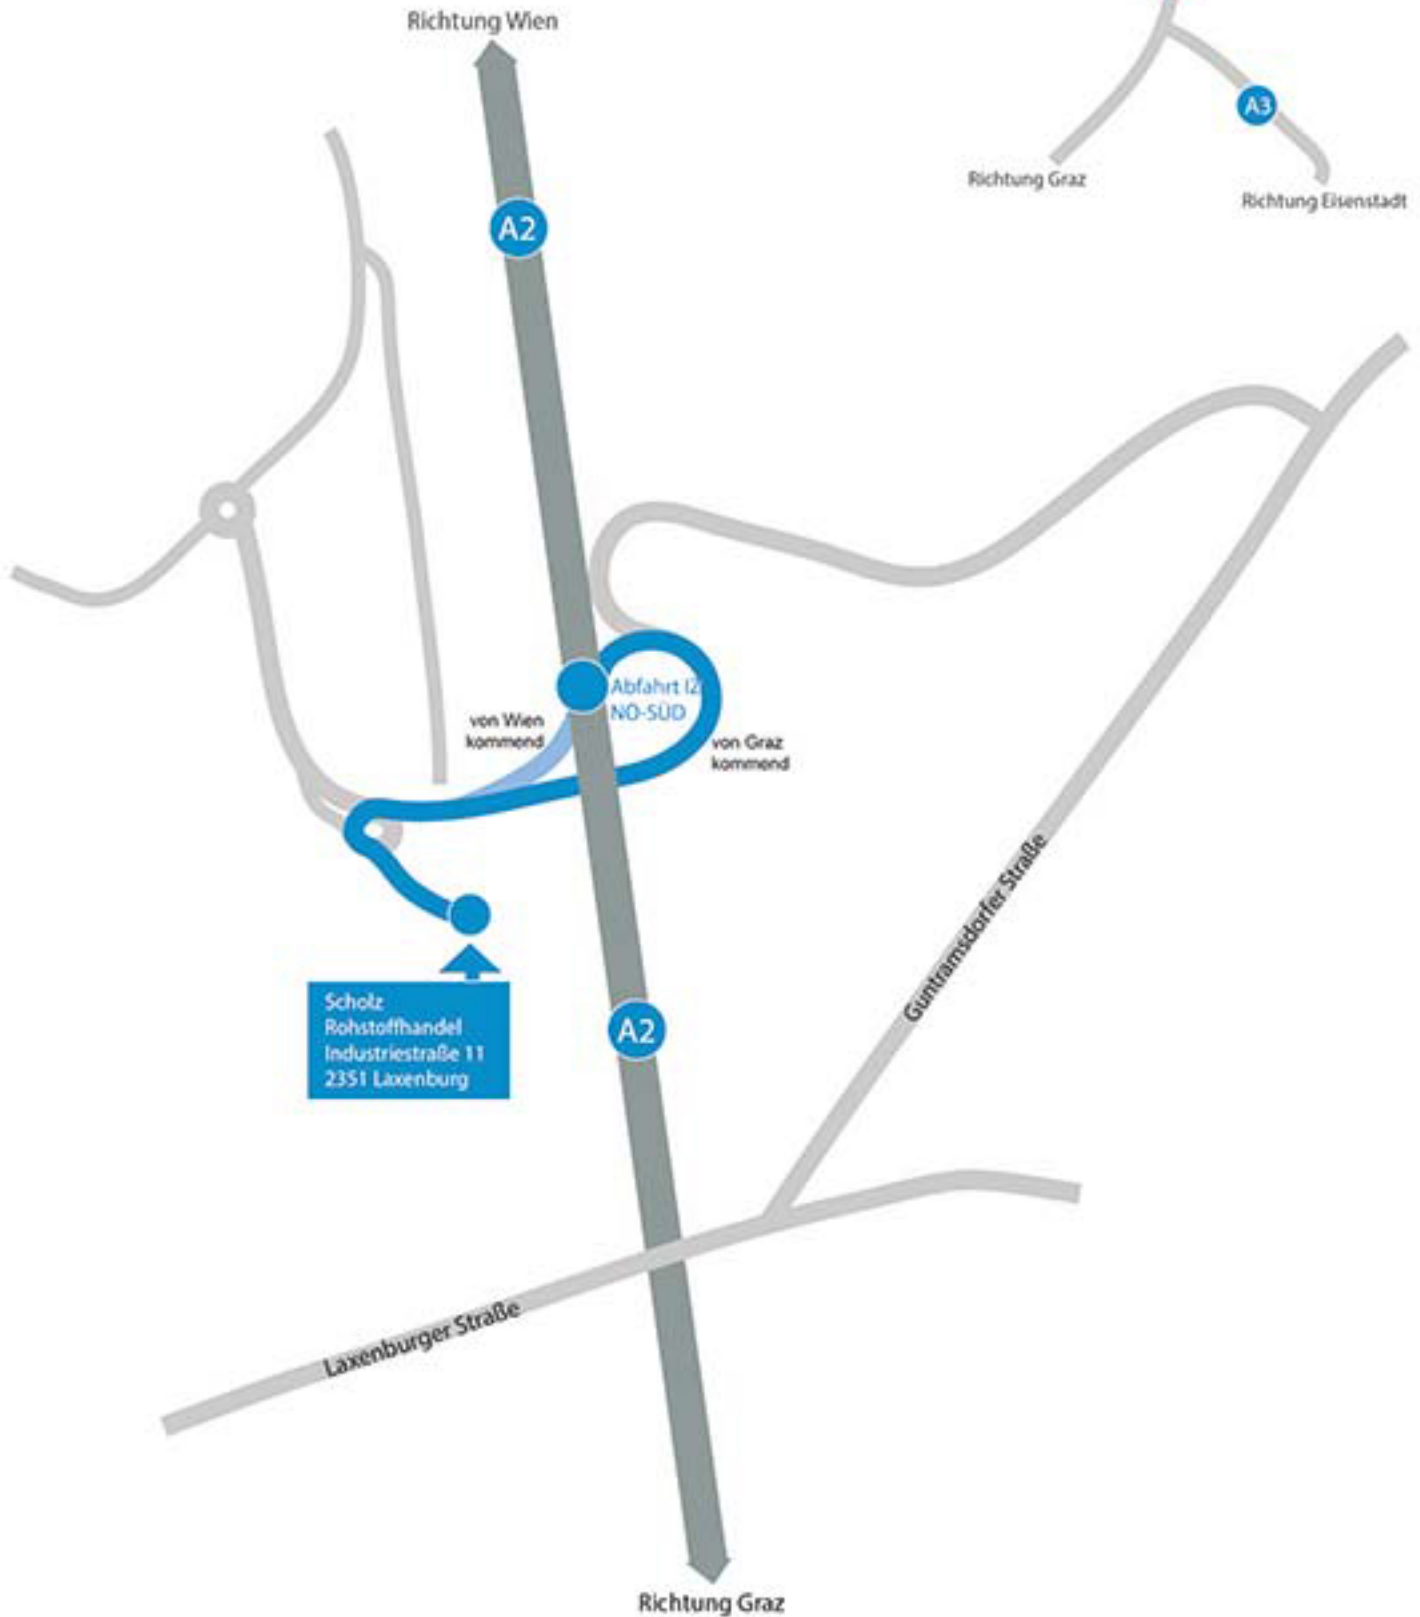 Richtung Wien
A3
Richtung Graz
Richtung Eisenstadt
A2
Abfahrt IZ
NÖ-SÜD
von Wien
kommend
von Graz
kommend
Guntramsdorfer Straße
Scholz
Rohstoffhandel
Industriestraße 11
2351 Laxenburg
A2
Laxenburger Straße
Richtung Graz